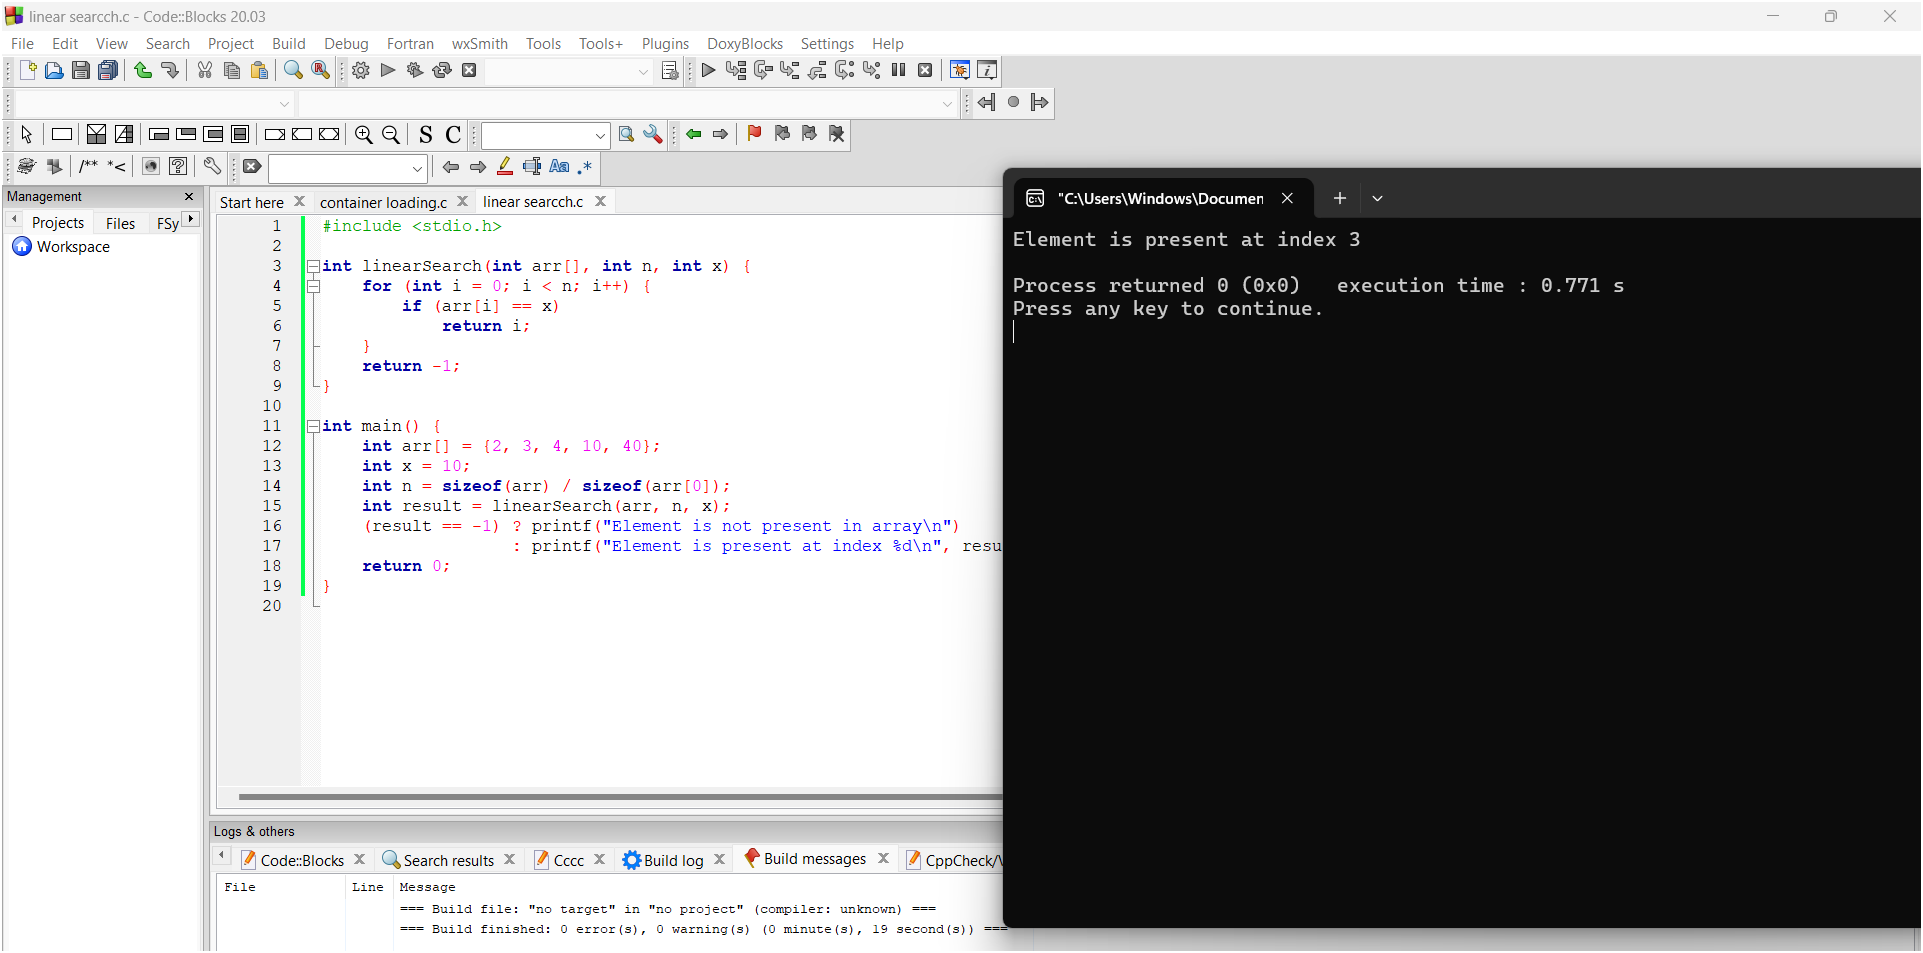 linear searcch.c - Code::Blocks 20.03
File Edit View Search Project Build Debug Fortran wxSmith Tools Tools+ Plugins DoxyBlocks Settings Help
S C
/** *<
Aa .*
Management
Projects Files FSy
Workspace
Start here container loading.c linear searcch.c
1 #include <stdio.h>
2
3 int linearSearch(int arr[], int n, int x) {
4 for (int i = 0; i < n; i++) {
5 if (arr[i] == x)
6 return i;
7 }
8 return -1;
9 }
10
11 int main() {
12 int arr[] = {2, 3, 4, 10, 40};
13 int x = 10;
14 int n = sizeof(arr) / sizeof(arr[0]);
15 int result = linearSearch(arr, n, x);
16 (result == -1) ? printf("Element is not present in array\n")
17 : printf("Element is present at index %d\n", resu
18 return 0;
19 }
20
"C:\Users\Windows\Documen
Element is present at index 3
Process returned 0 (0x0) execution time : 0.771 s
Press any key to continue.
Logs & others
Code::Blocks Search results Cccc Build log Build messages CppCheck/
File Line Message
=== Build file: "no target" in "no project" (compiler: unknown) ===
=== Build finished: 0 error(s), 0 warning(s) (0 minute(s), 19 second(s)) ===